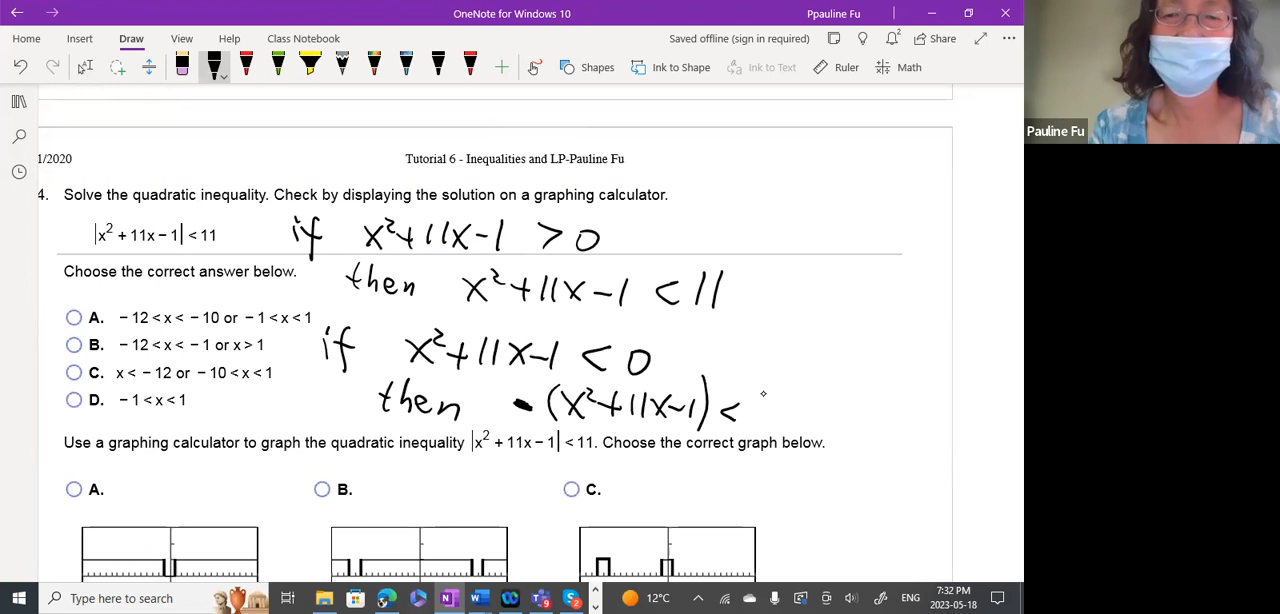 OneNote for Windows 10
Ppauline Fu
Home Insert Draw View Help Class Notebook
Saved offline (sign in required)
Share
Shapes Ink to Shape Ink to Text Ruler Math
Pauline Fu
1/2020
Tutorial 6 - Inequalities and LP-Pauline Fu
4. Solve the quadratic inequality. Check by displaying the solution on a graphing calculator.
|x² + 11x − 1| < 11
if x²+11x-1 > 0
Choose the correct answer below.
then x²+11x-1 < 11
A. − 12 < x < − 10 or − 1 < x < 1
B. − 12 < x < − 1 or x > 1
if x²+11x-1 < 0
C. x < − 12 or − 10 < x < 1
D. − 1 < x < 1
then -(x²+11x-1) <
Use a graphing calculator to graph the quadratic inequality |x² + 11x − 1| < 11. Choose the correct graph below.
A. B. C.
Type here to search
12°C
ENG
7:32 PM
2023-05-18